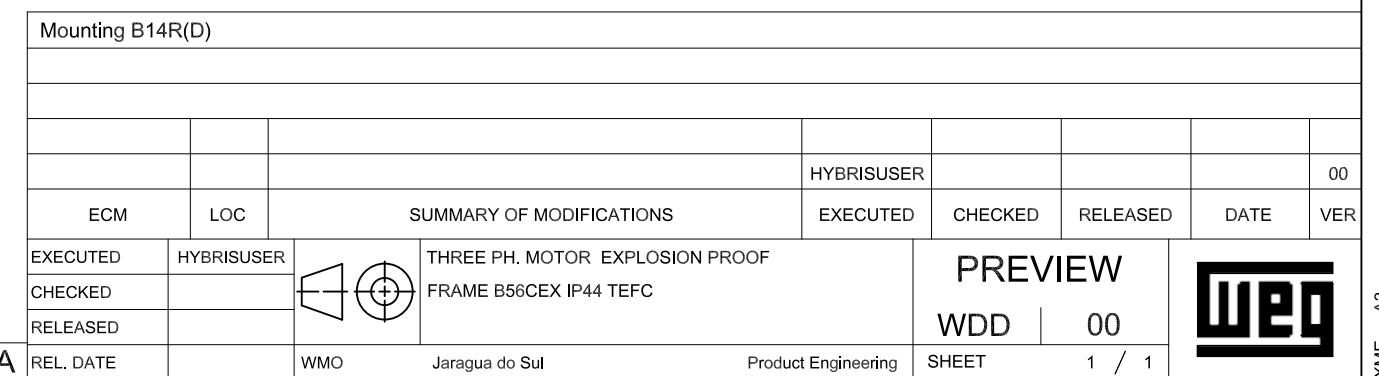 Mounting B14R(D)
HYBRISUSER 00
ECM LOC SUMMARY OF MODIFICATIONS EXECUTED CHECKED RELEASED DATE VER
EXECUTED HYBRISUSER
CHECKED
RELEASED
A REL. DATE
THREE PH. MOTOR EXPLOSION PROOF
FRAME B56CEX IP44 TEFC
WMO Jaragua do Sul Product Engineering
PREVIEW
WDD 00
SHEET 1 / 1
weg